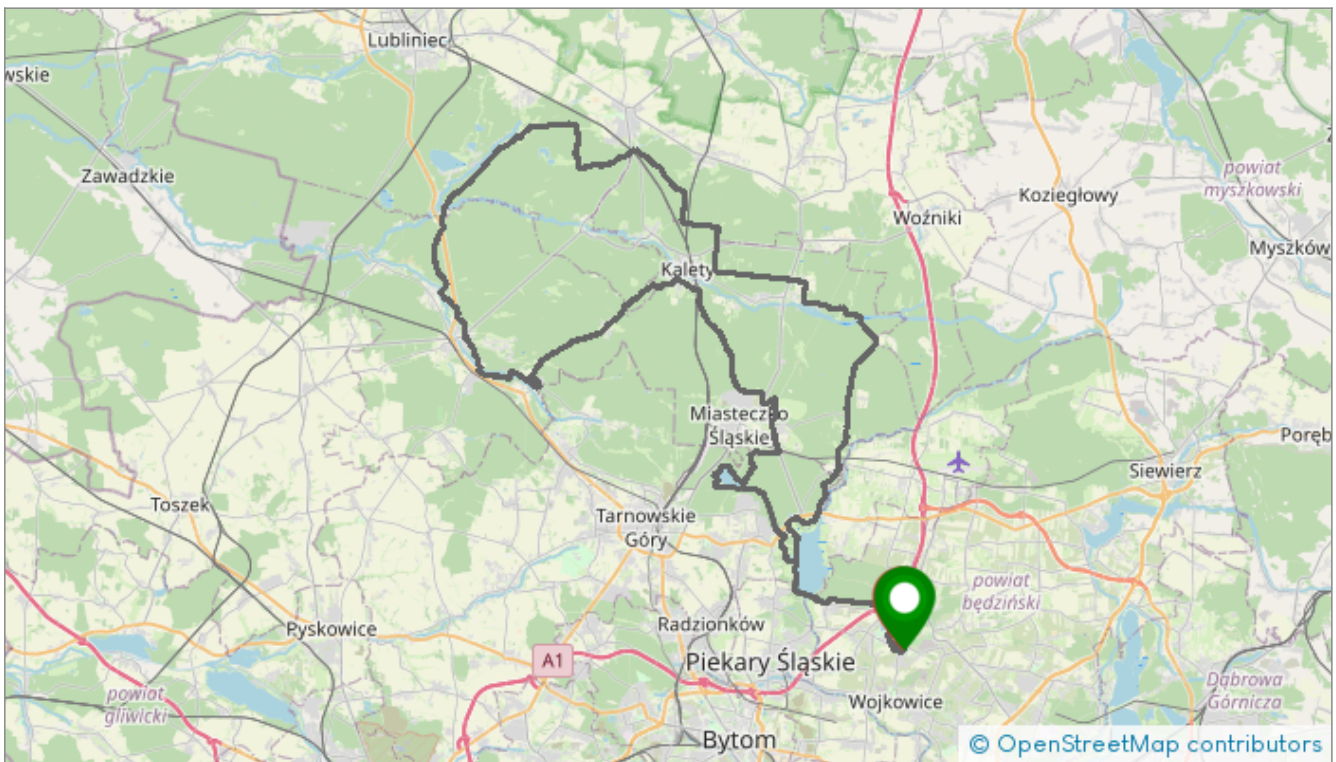 Lubliniec
wskie
Zawadzkie
powiat
myszkowski
Koziegłowy
Woźniki
Myszków
Kalety
Miasteczko
Śląskie
Poręb
Siewierz
Toszek
Tarnowskie
Góry
powiat
będziński
Pyskowice
Radzionków
A1
Piekary Śląskie
powiat
gliwicki
Wojkowice
Dąbrowa
Górnicza
Bytom
© OpenStreetMap contributors